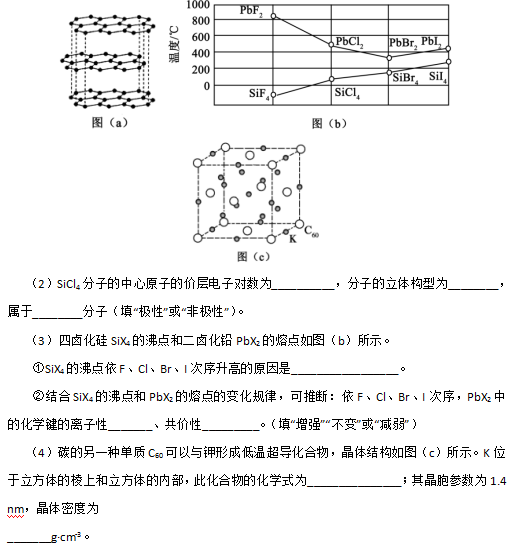 1000
800
600
400
200
0
温度/℃
PbF₂
PbCl₂
PbBr₂
PbI₂
SiF₄
SiCl₄
SiBr₄
SiI₄
图（a）
图（b）
K
C₆₀
图(c)
（2）SiCl₄分子的中心原子的价层电子对数为__________，分子的立体构型为________，
属于________分子（填“极性”或“非极性”）。
（3）四卤化硅SiX₄的沸点和二卤化铅PbX₂的熔点如图（b）所示。
①SiX₄的沸点依F、Cl、Br、I次序升高的原因是_________________。
②结合SiX₄的沸点和PbX₂的熔点的变化规律，可推断：依F、Cl、Br、I次序，PbX₂中
的化学键的离子性_______、共价性_________。（填“增强”“不变”或“减弱”）
（4）碳的另一种单质C₆₀可以与钾形成低温超导化合物，晶体结构如图（c）所示。K位
于立方体的棱上和立方体的内部，此化合物的化学式为_______________；其晶胞参数为1.4
nm，晶体密度为
_______g·cm⁻³。